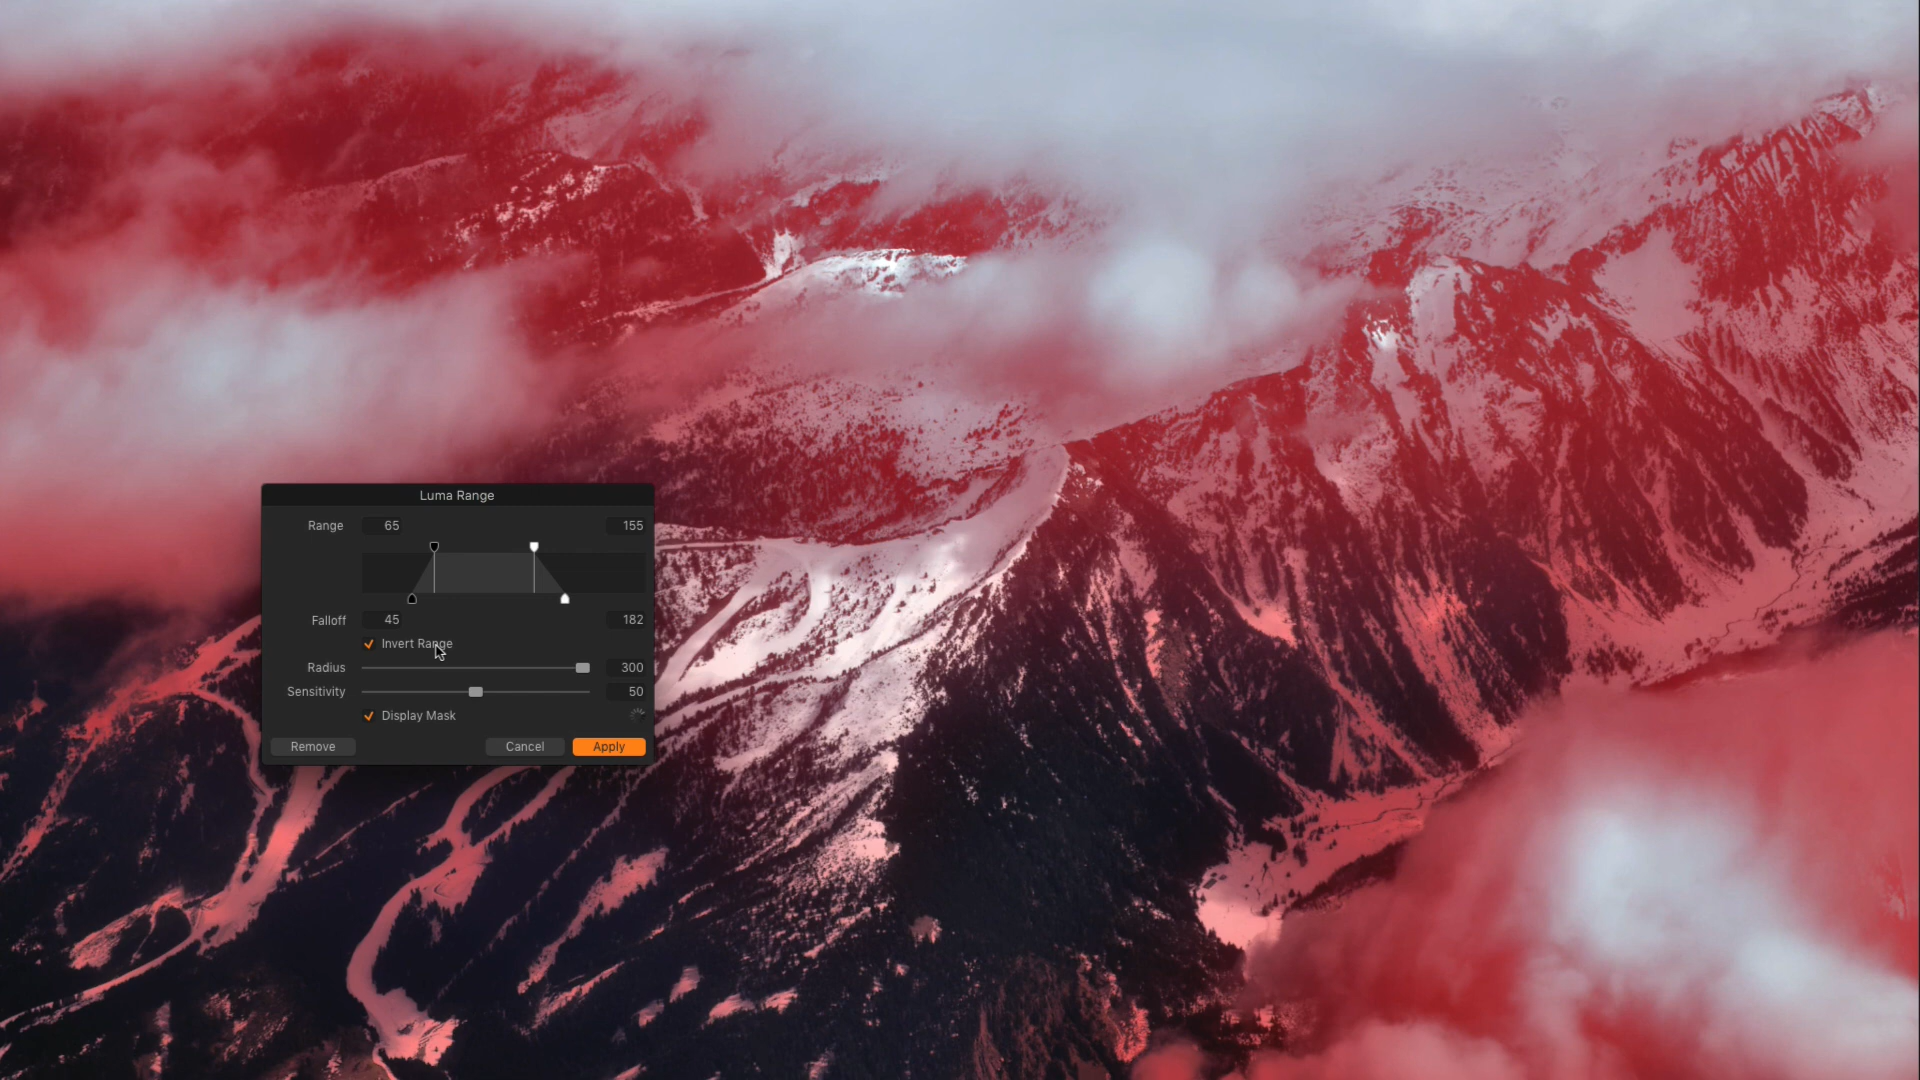 Luma Range
Range 65 155
Falloff 45 182
Invert Range
Radius 300
Sensitivity 50
Display Mask
Remove Cancel Apply